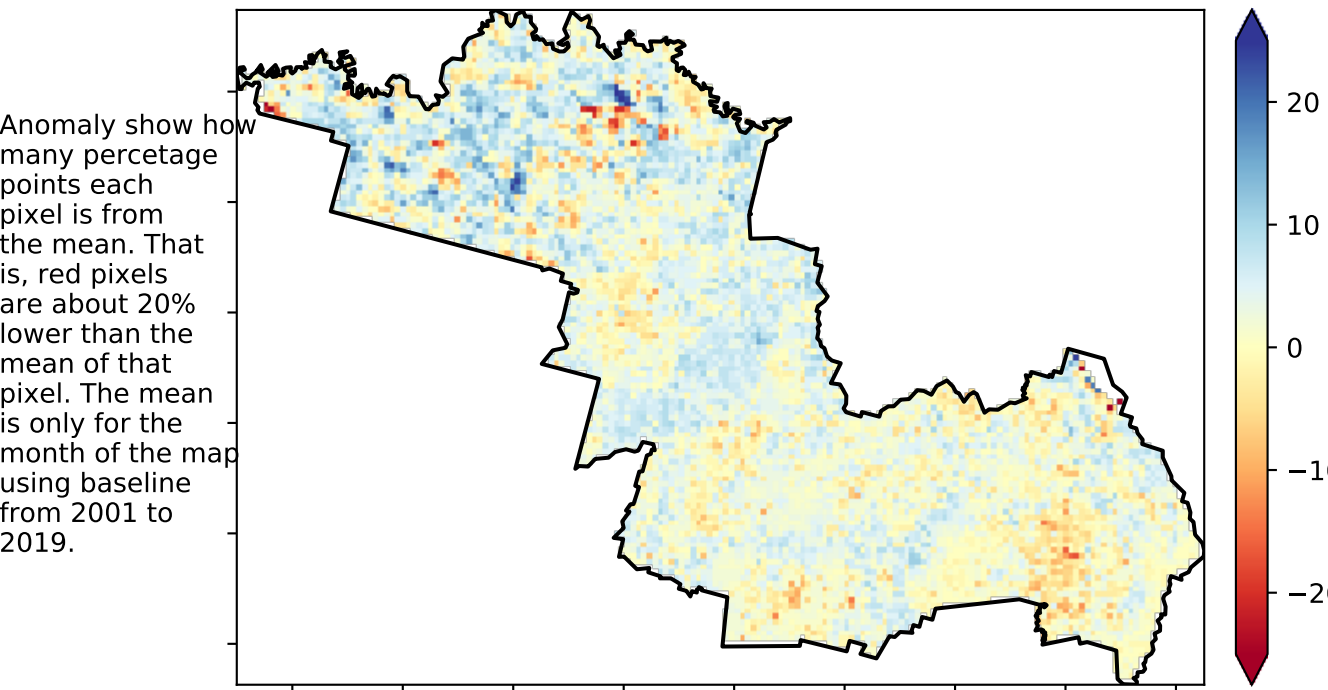 Anomaly show how
many percetage
points each
pixel is from
the mean. That
is, red pixels
are about 20%
lower than the
mean of that
pixel. The mean
is only for the
month of the map
using baseline
from 2001 to
2019.
20
10
0
−10
−20